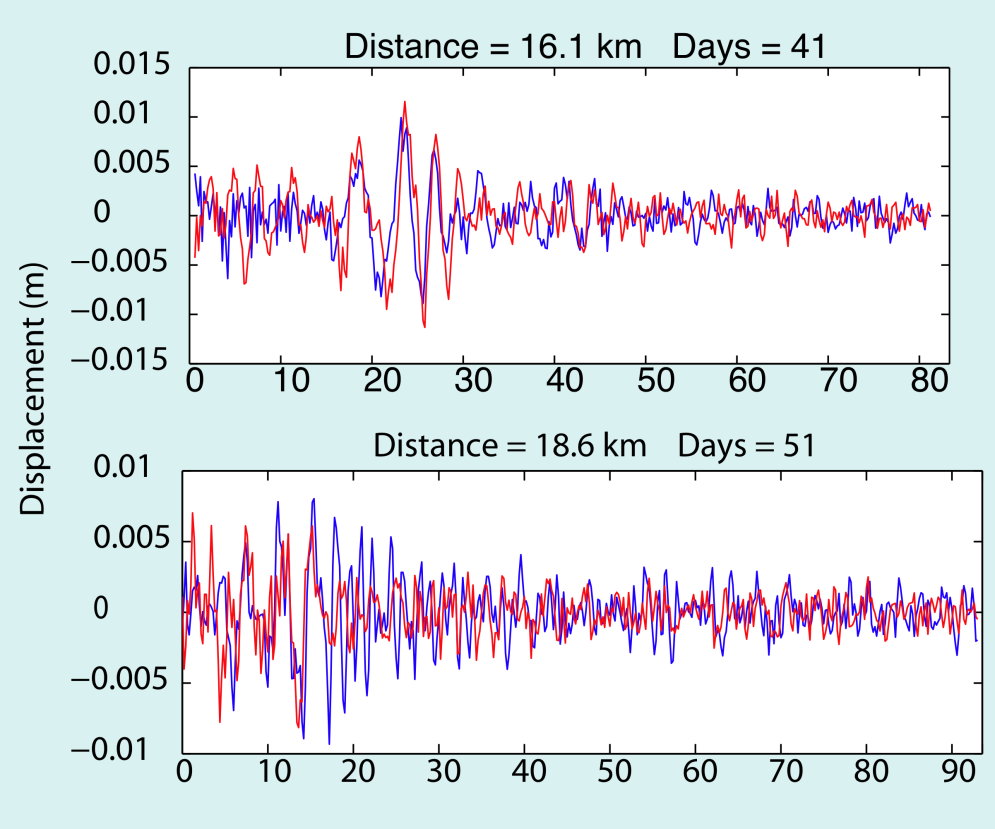 Distance = 16.1 km Days = 41
0.015
0.01
0.005
0
−0.005
−0.01
−0.015
0 10 20 30 40 50 60 70 80
Displacement (m)
Distance = 18.6 km Days = 51
0.01
0.005
0
−0.005
−0.01
0 10 20 30 40 50 60 70 80 90